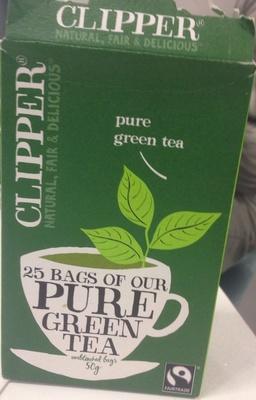 CLIPPER®
NATURAL, FAIR & DELICIOUS
CLIPPER®
NATURAL, FAIR & DELICIOUS
pure
green tea
25 BAGS OF OUR
PURE
GREEN
TEA
unbleached bags
50g
FAIRTRADE